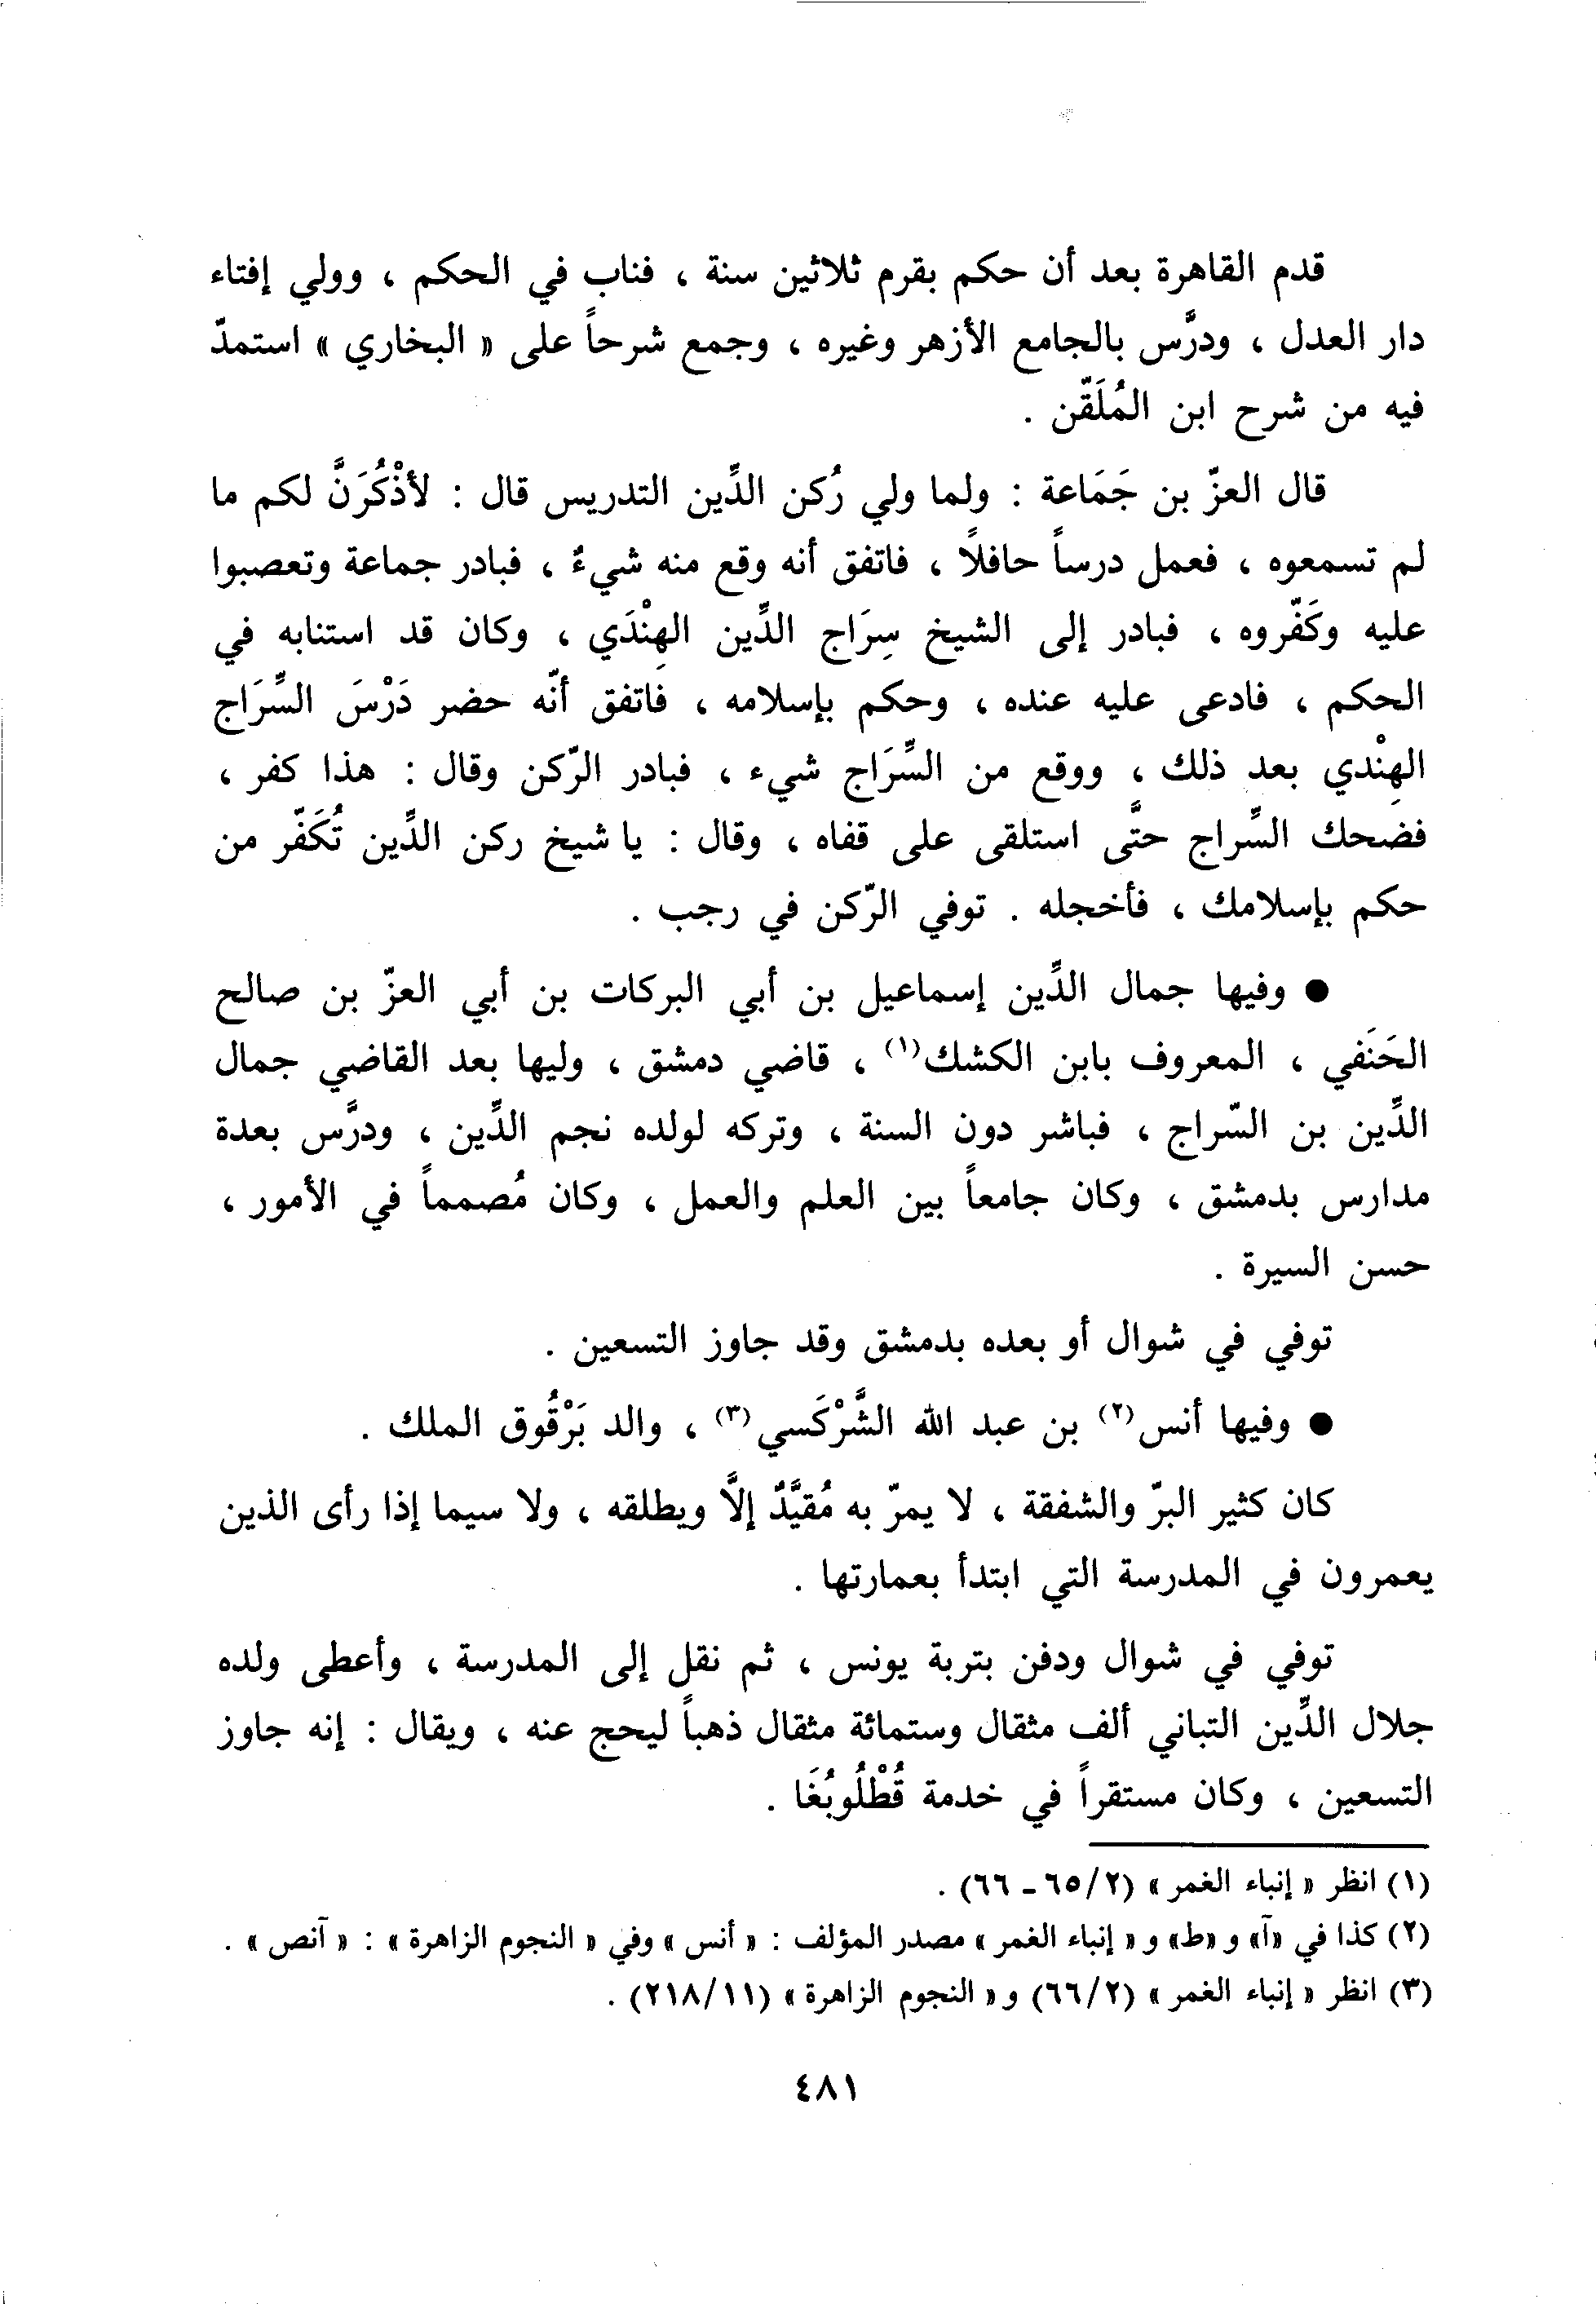 قدم القاهرة بعد أن حكم بقرم ثلاثين سنة ، فناب في الحكم ، وولي إفتاء
دار العدل ، ودرَّس بالجامع الأزهر وغيره ، وجمع شرحاً على « البخاري » استمدّ
فيه من شرح ابن المُلَقّن .
قال العزّ بن جَمَاعة : ولما ولي رُكن الدِّين التدريس قال : لأذْكُرَنَّ لكم ما
لم تسمعوه ، فعمل درساً حافلاً ، فاتفق أنه وقع منه شيءٌ ، فبادر جماعة وتعصبوا
عليه وكَفّروه ، فبادر إلى الشيخ سِرَاج الدِّين الهِنْدَي ، وكان قد استنابه في
الحكم ، فادعى عليه عنده ، وحكم بإسلامه ، فاتفق أنّه حضر دَرْسَ السِّرَاج
الهِنْدي بعد ذلك ، ووقع من السِّرَاج شيء ، فبادر الرّكن وقال : هذا كفر ،
فضحك السِّراج حتَّى استلقى على قفاه ، وقال : يا شيخ ركن الدِّين تُكَفّر من
حكم بإسلامك ، فأخجله . توفي الرّكن في رجب .
● وفيها جمال الدِّين إسماعيل بن أبي البركات بن أبي العزّ بن صالح
الحَنَفي ، المعروف بابن الكشك(١) ، قاضي دمشق ، وليها بعد القاضي جمال
الدِّين بن السّراج ، فباشر دون السنة ، وتركه لولده نجم الدِّين ، ودرَّس بعدة
مدارس بدمشق ، وكان جامعاً بين العلم والعمل ، وكان مُصمماً في الأمور ،
حسن السيرة .
توفي في شوال أو بعده بدمشق وقد جاوز التسعين .
● وفيها أنس(٢) بن عبد الله الشَّرْكَسي(٣) ، والد بَرْقُوق الملك .
كان كثير البرّ والشفقة ، لا يمرّ به مُقيَّدٌ إلاَّ ويطلقه ، ولا سيما إذا رأى الذين
يعمرون في المدرسة التي ابتدأ بعمارتها .
توفي في شوال ودفن بتربة يونس ، ثم نقل إلى المدرسة ، وأعطى ولده
جلال الدِّين التباني ألف مثقال وستمائة مثقال ذهباً ليحج عنه ، ويقال : إنه جاوز
التسعين ، وكان مستقراً في خدمة قُطْلُوبُغَا .
(١) انظر « إنباء الغمر » (٢/ ٦٥ - ٦٦) .
(٢) كذا في «آ» و «ط» و « إنباء الغمر » مصدر المؤلف : « أنس » وفي « النجوم الزاهرة » : « آنص » .
(٣) انظر « إنباء الغمر » (٢/ ٦٦) و « النجوم الزاهرة » (١١/ ٢١٨) .
٤٨١